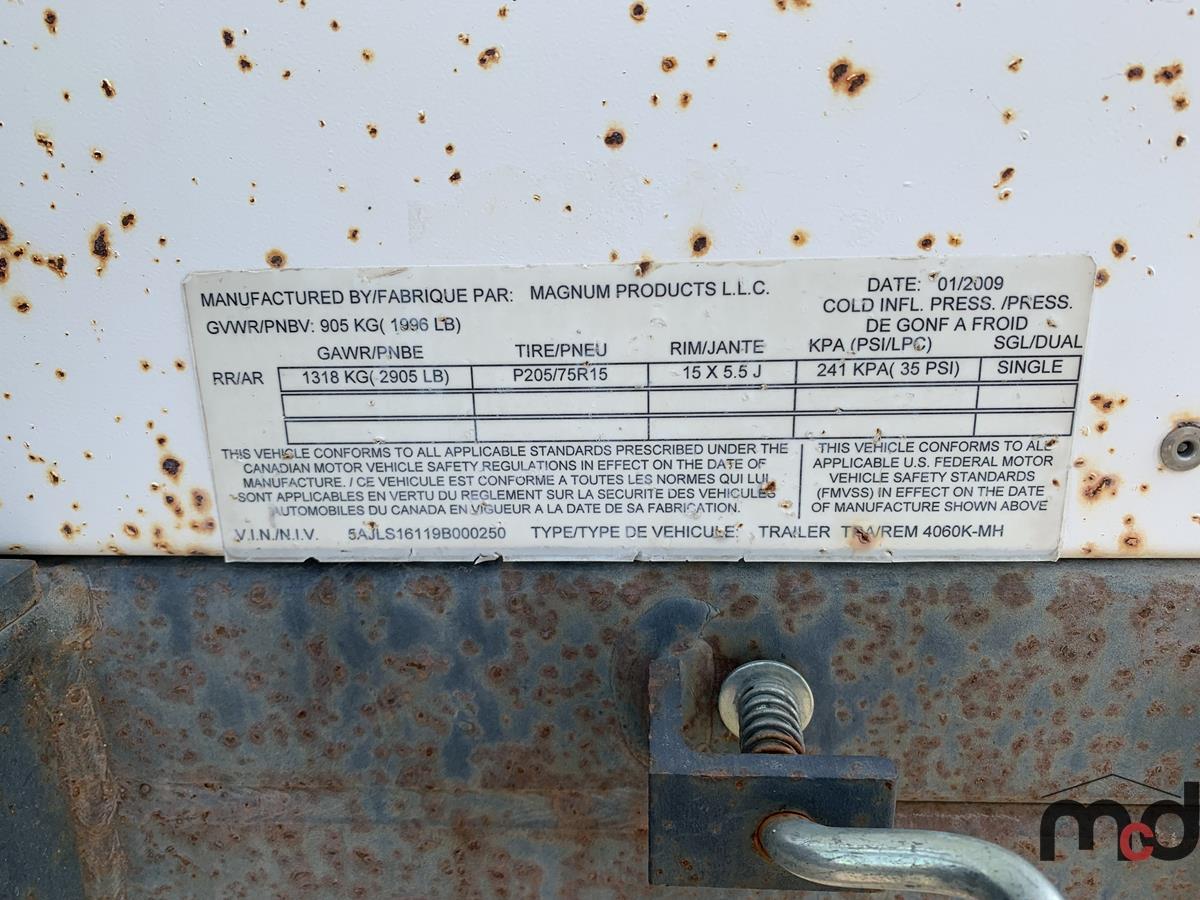 MANUFACTURED BY/FABRIQUE PAR: MAGNUM PRODUCTS L.L.C. DATE: 01/2009
GVWR/PNBV: 905 KG( 1996 LB) COLD INFL. PRESS. /PRESS.
DE GONF A FROID
GAWR/PNBE TIRE/PNEU RIM/JANTE KPA (PSI/LPC) SGL/DUAL
RR/AR 1318 KG( 2905 LB) P205/75R15 15 X 5.5 J 241 KPA( 35 PSI) SINGLE
THIS VEHICLE CONFORMS TO ALL APPLICABLE STANDARDS PRESCRIBED UNDER THE
CANADIAN MOTOR VEHICLE SAFETY REGULATIONS IN EFFECT ON THE DATE OF
MANUFACTURE. / CE VEHICULE EST CONFORME A TOUTES LES NORMES QUI LUI
SONT APPLICABLES EN VERTU DU REGLEMENT SUR LA SECURITE DES VEHICULES
AUTOMOBILES DU CANADA EN VIGUEUR A LA DATE DE SA FABRICATION.
THIS VEHICLE CONFORMS TO ALL
APPLICABLE U.S. FEDERAL MOTOR
VEHICLE SAFETY STANDARDS
(FMVSS) IN EFFECT ON THE DATE
OF MANUFACTURE SHOWN ABOVE
V.I.N./N.I.V. 5AJLS16119B000250 TYPE/TYPE DE VEHICULE: TRAILER 4060K-MH
mcd